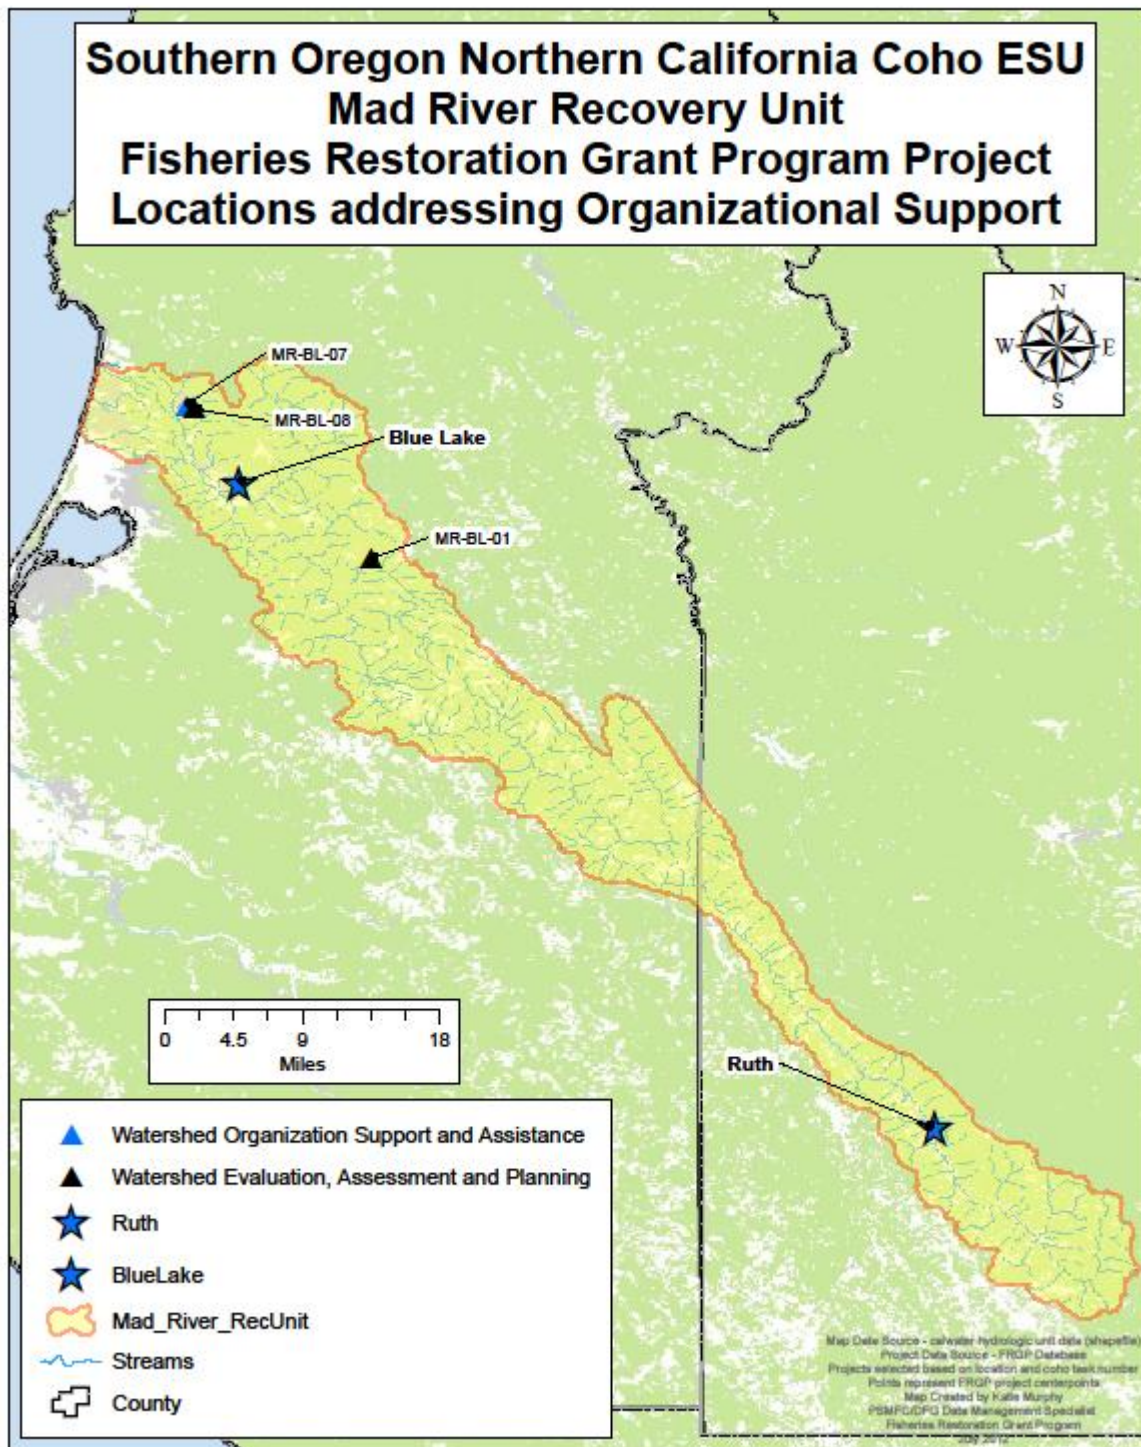 Southern Oregon Northern California Coho ESU
Mad River Recovery Unit
Fisheries Restoration Grant Program Project
Locations addressing Organizational Support
N
W E
S
MR-BL-07
MR-BL-08
Blue Lake
MR-BL-01
Ruth
0 4.5 9 18
Miles
Watershed Organization Support and Assistance
Watershed Evaluation, Assessment and Planning
Ruth
BlueLake
Mad_River_RecUnit
Streams
County
Map Data Source - calwater hydrologic unit data (shapefile)
Project Data Source - FRGP Database
Projects selected based on location and coho task number
Points represent FRGP project centerpoints
Map Created by Katie Murphy
PSMFC/DFG Data Management Specialist
Fisheries Restoration Grant Program
July 2012